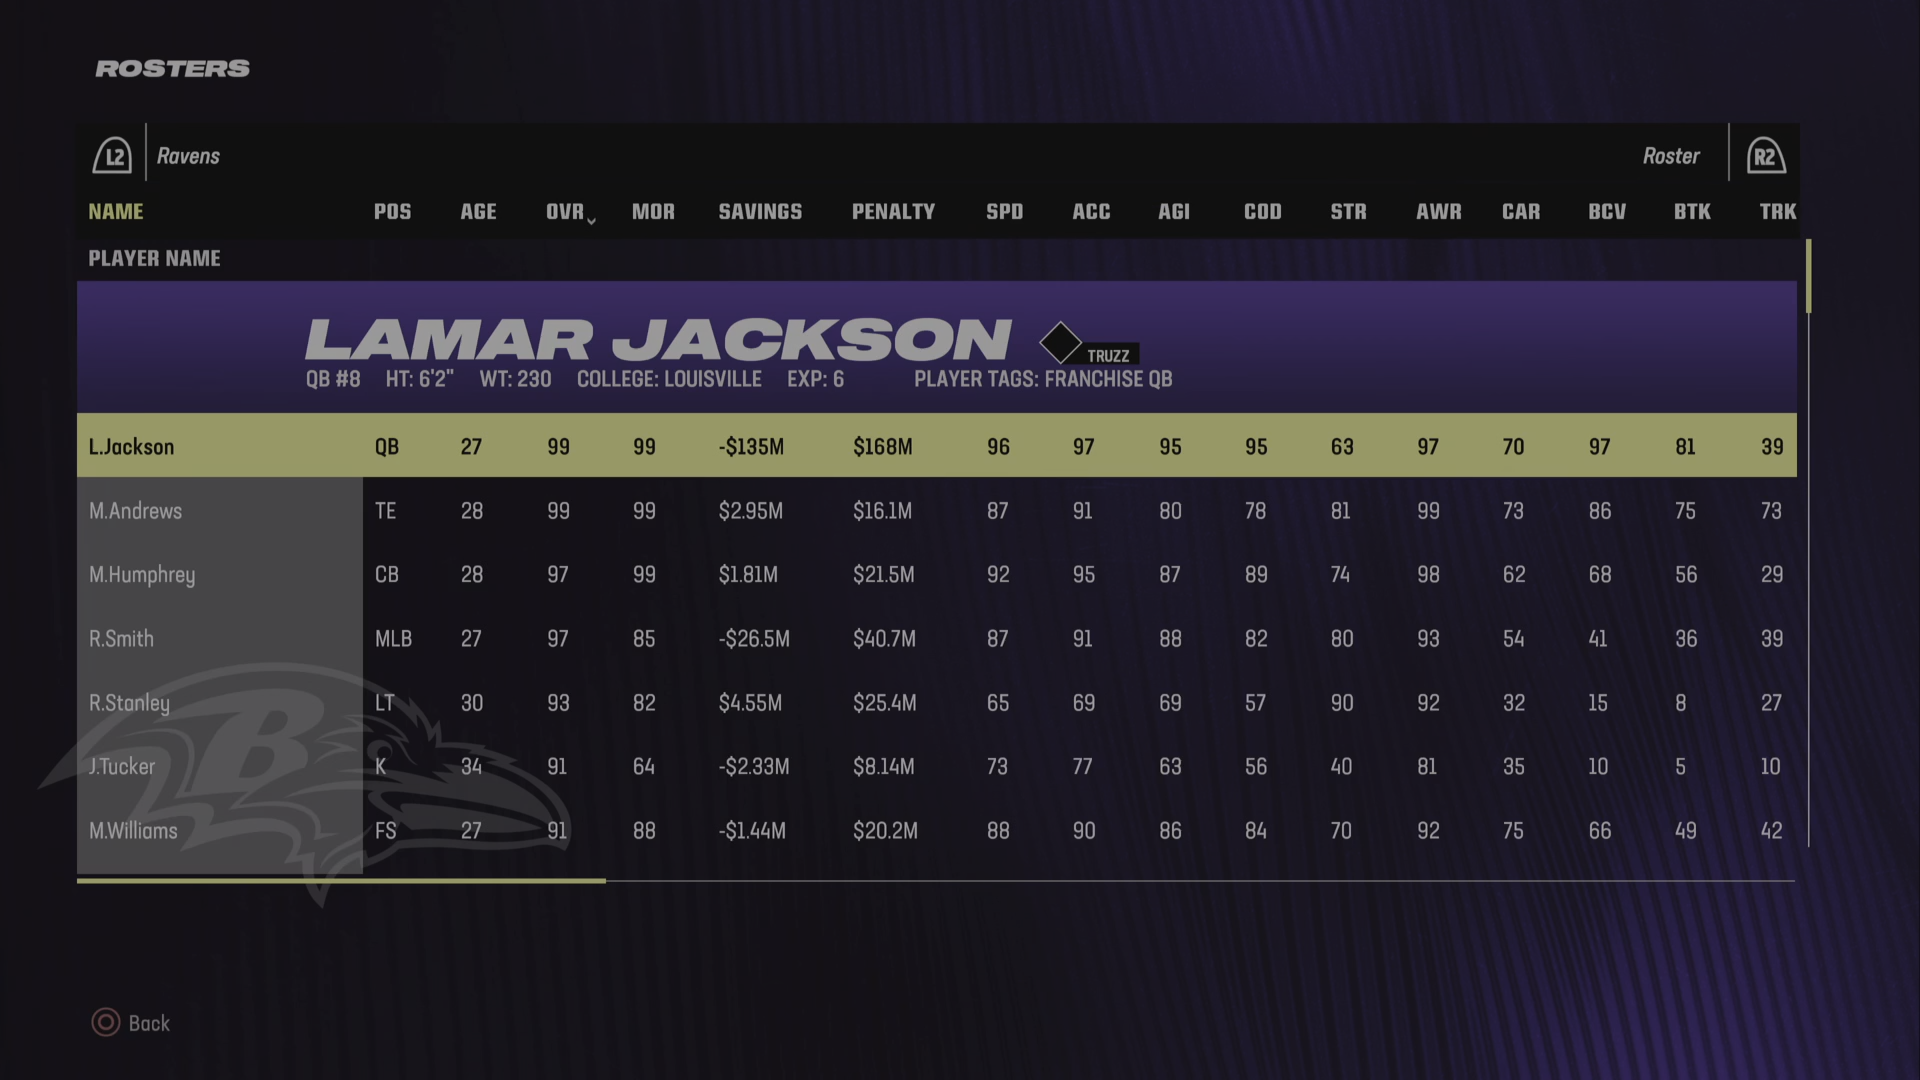 ROSTERS
L2 Ravens Roster R2
NAME POS AGE OVR MOR SAVINGS PENALTY SPD ACC AGI COD STR AWR CAR BCV BTK TRK
PLAYER NAME
LAMAR JACKSON TRUZZ
QB #8 HT: 6'2" WT: 230 COLLEGE: LOUISVILLE EXP: 6 PLAYER TAGS: FRANCHISE QB
L.Jackson QB 27 99 99 -$135M $168M 96 97 95 95 63 97 70 97 81 39
M.Andrews TE 28 99 99 $2.95M $16.1M 87 91 80 78 81 99 73 86 75 73
M.Humphrey CB 28 97 99 $1.81M $21.5M 92 95 87 89 74 98 62 68 56 29
R.Smith MLB 27 97 85 -$26.5M $40.7M 87 91 88 82 80 93 54 41 36 39
R.Stanley LT 30 93 82 $4.55M $25.4M 65 69 69 57 90 92 32 15 8 27
J.Tucker K 34 91 64 -$2.33M $8.14M 73 77 63 56 40 81 35 10 5 10
M.Williams FS 27 91 88 -$1.44M $20.2M 88 90 86 84 70 92 75 66 49 42
B
Back